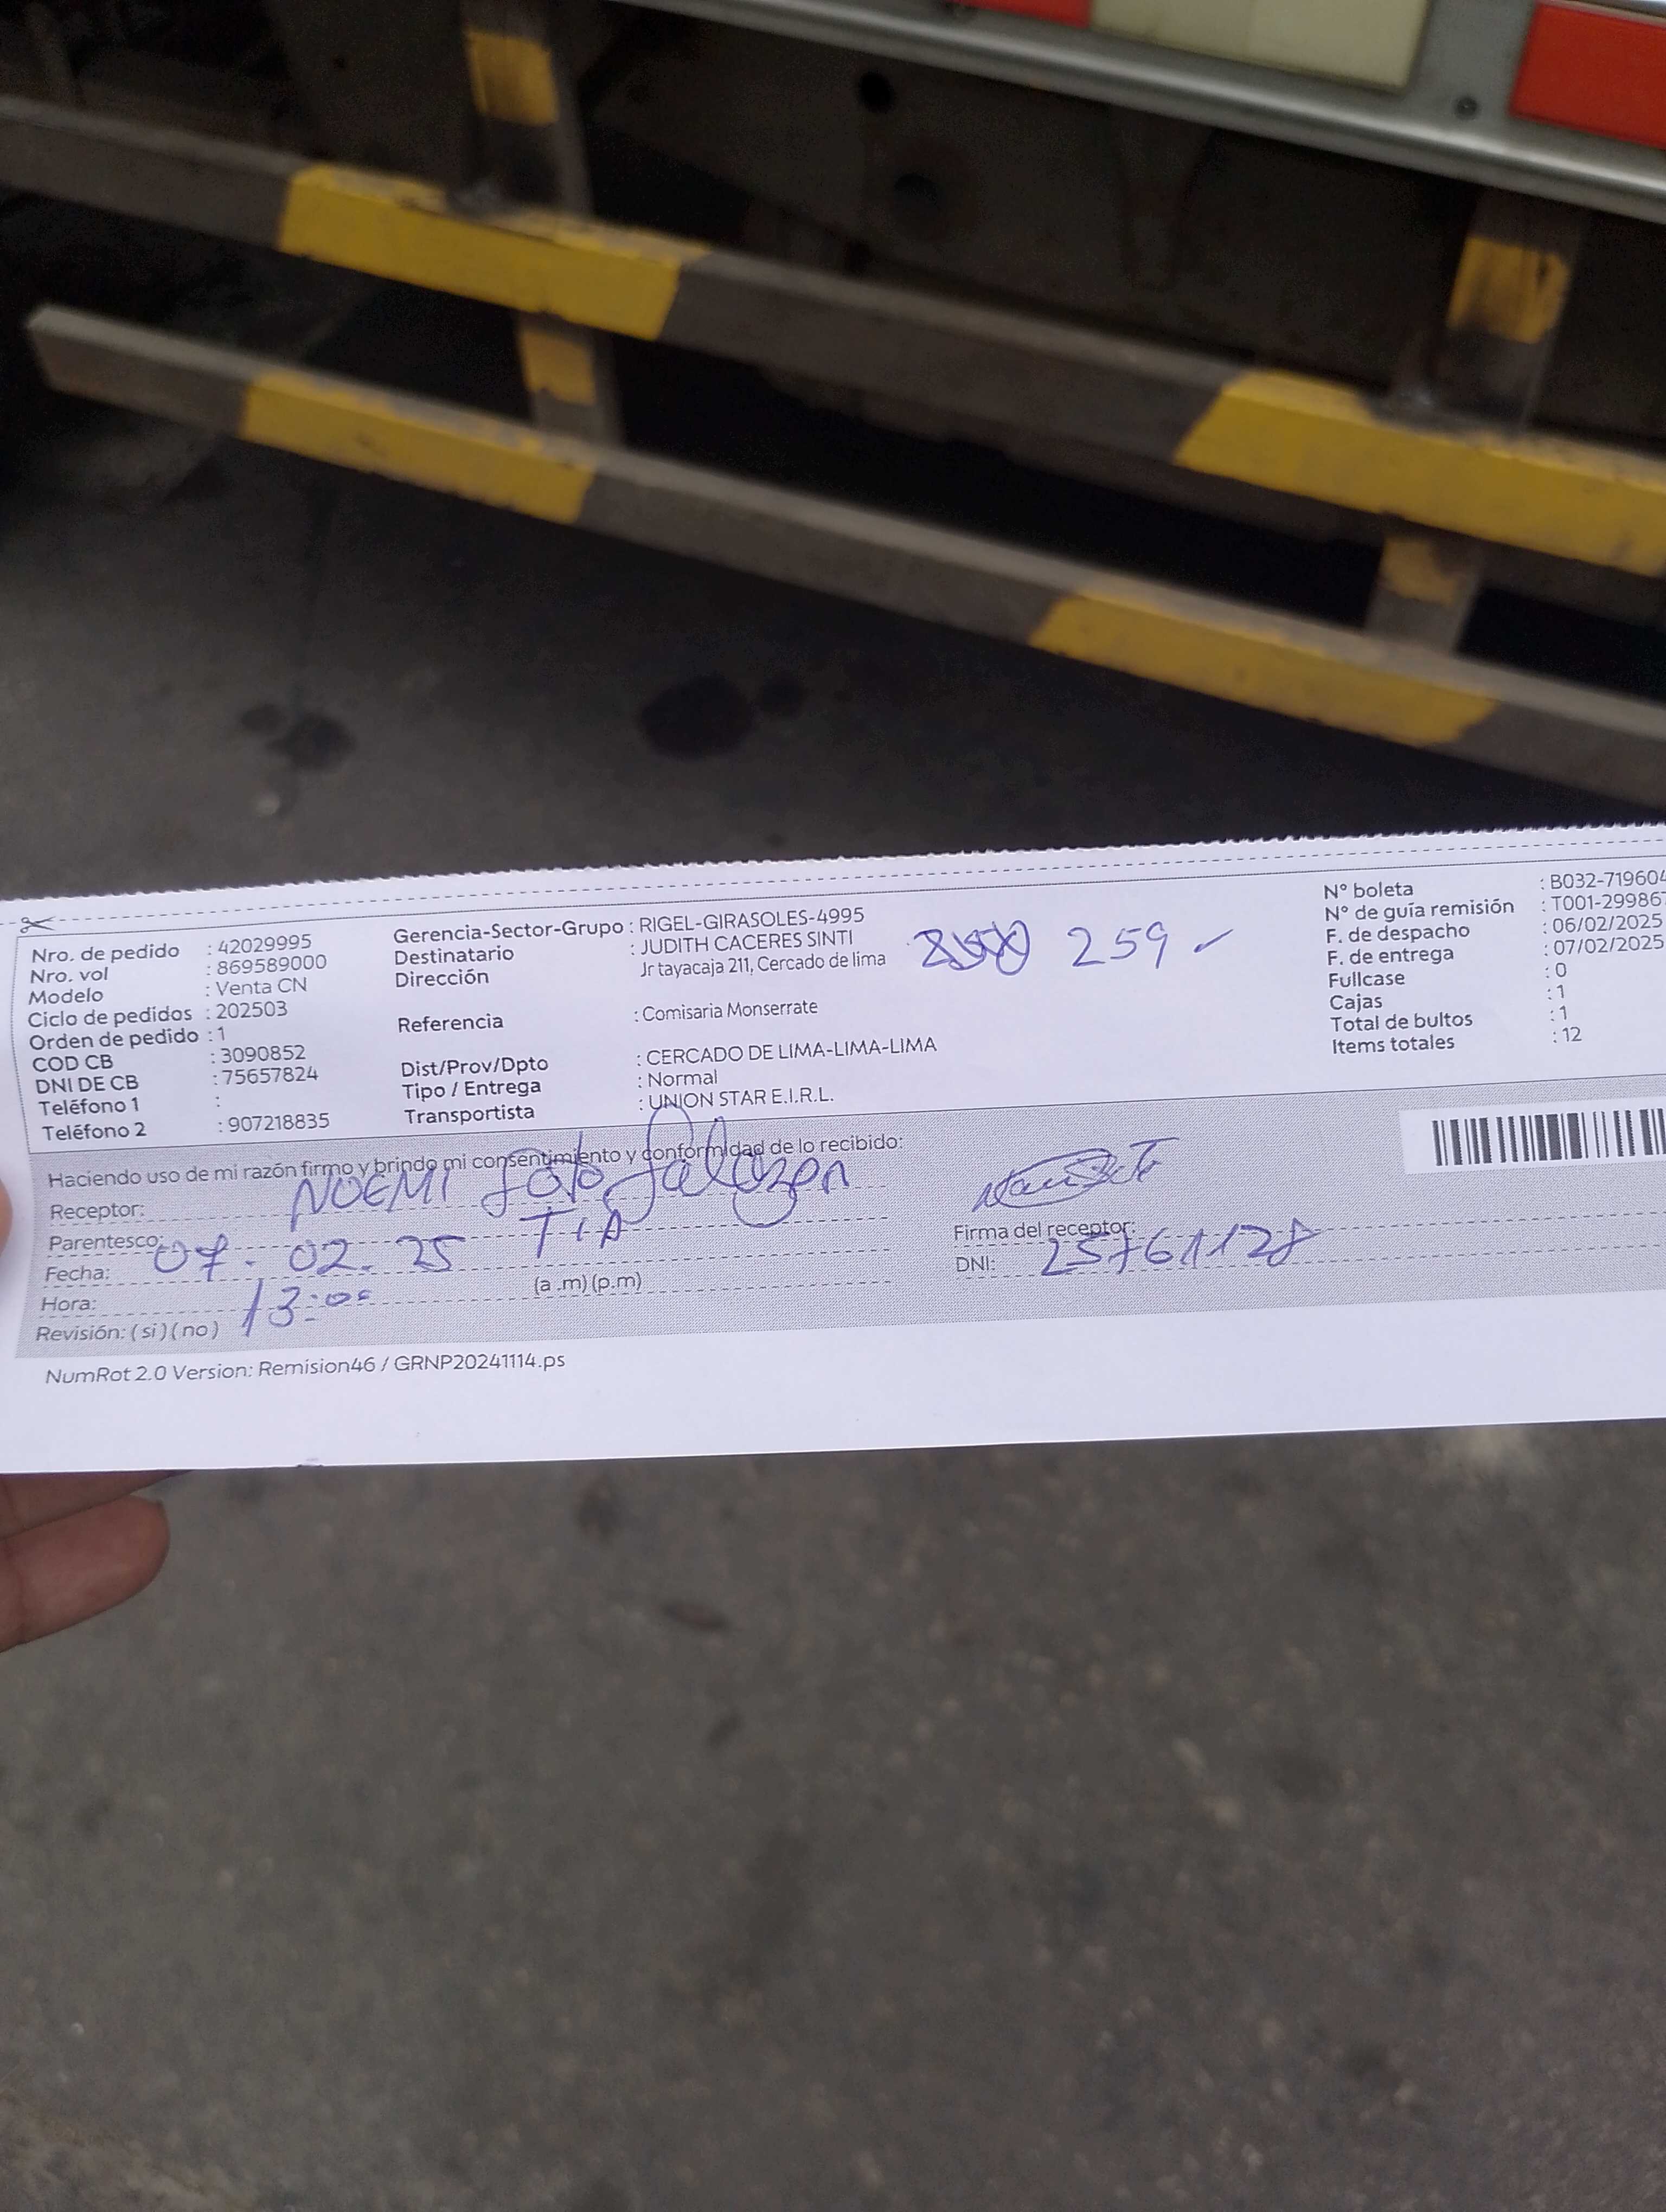 Nro. de pedido : 42029995
Nro. vol : 869589000
Modelo : Venta CN
Ciclo de pedidos : 202503
Orden de pedido : 1
COD CB : 3090852
DNI DE CB : 75657824
Teléfono 1 :
Teléfono 2 : 907218835
Gerencia-Sector-Grupo : RIGEL-GIRASOLES-4995
Destinatario : JUDITH CACERES SINTI
Dirección Jr tayacaja 211, Cercado de lima
259
Referencia : Comisaria Monserrate
Dist/Prov/Dpto : CERCADO DE LIMA-LIMA-LIMA
Tipo / Entrega : Normal
Transportista : UNION STAR E.I.R.L.
N° boleta : B032-719604
N° de guía remisión : T001-29986
F. de despacho : 06/02/2025
F. de entrega : 07/02/2025
Fullcase : 0
Cajas : 1
Total de bultos : 1
Items totales : 12
Haciendo uso de mi razón firmo y brindo mi consentimiento y conformidad de lo recibido:
Receptor: NOEMI Soto
Parentesco: TIA
Fecha: 07. 02. 25
Hora: 13:00 (a .m) (p.m)
Revisión: ( si ) ( no )
Firma del receptor:
DNI: 25761128
NumRot 2.0 Version: Remision46 / GRNP20241114.ps